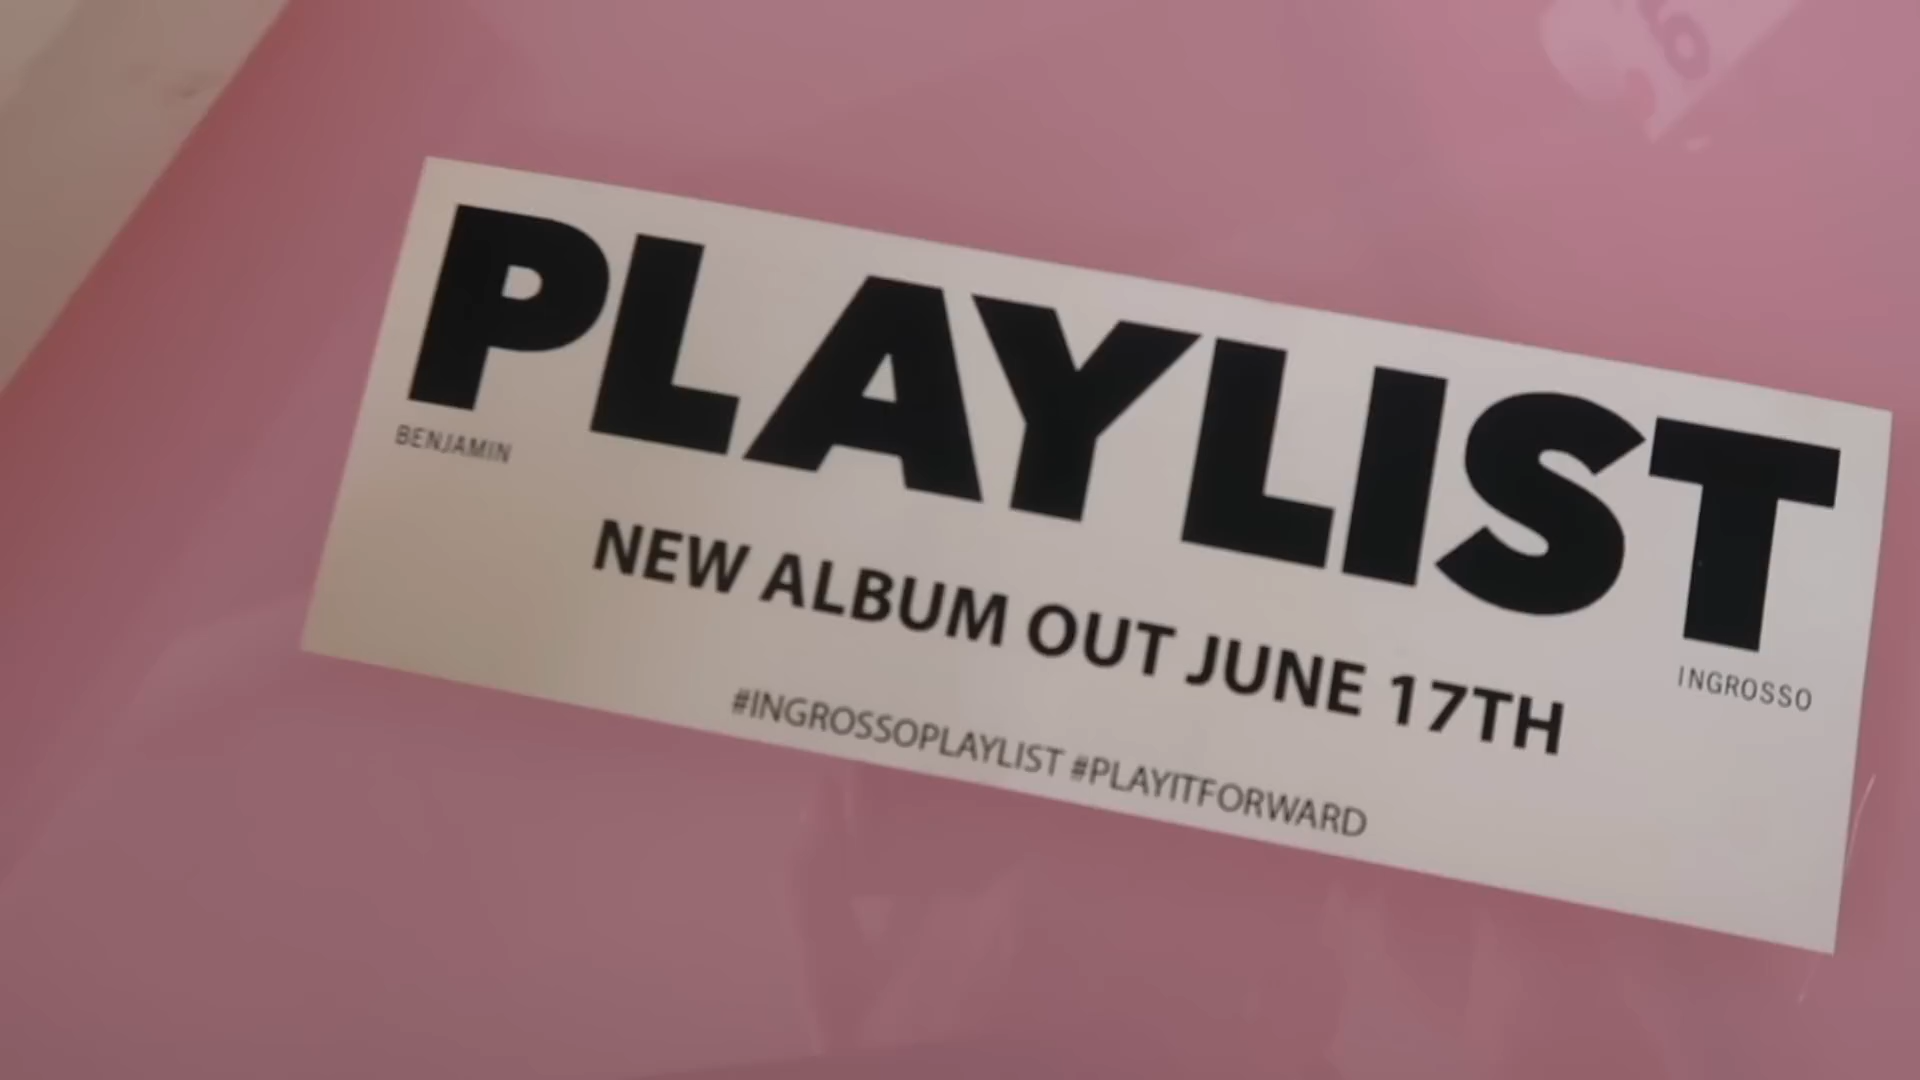 PLAYLIST
BENJAMIN
INGROSSO
NEW ALBUM OUT JUNE 17TH
#INGROSSOPLAYLIST #PLAYITFORWARD